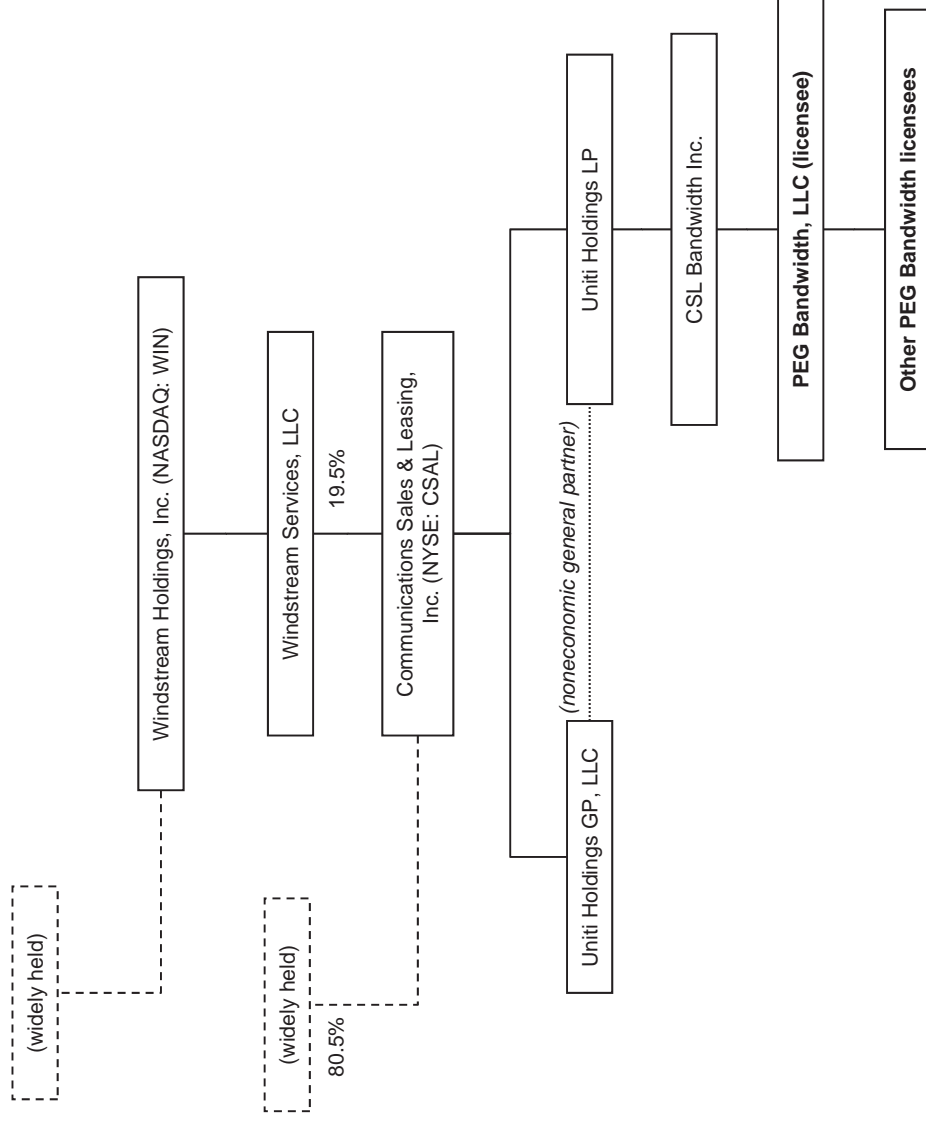 (widely held)
Windstream Holdings, Inc. (NASDAQ: WIN)
(widely held)
80.5%
Windstream Services, LLC
19.5%
Communications Sales & Leasing,
Inc. (NYSE: CSAL)
Uniti Holdings GP, LLC
(noneconomic general partner)
Uniti Holdings LP
CSL Bandwidth Inc.
PEG Bandwidth, LLC (licensee)
Other PEG Bandwidth licensees